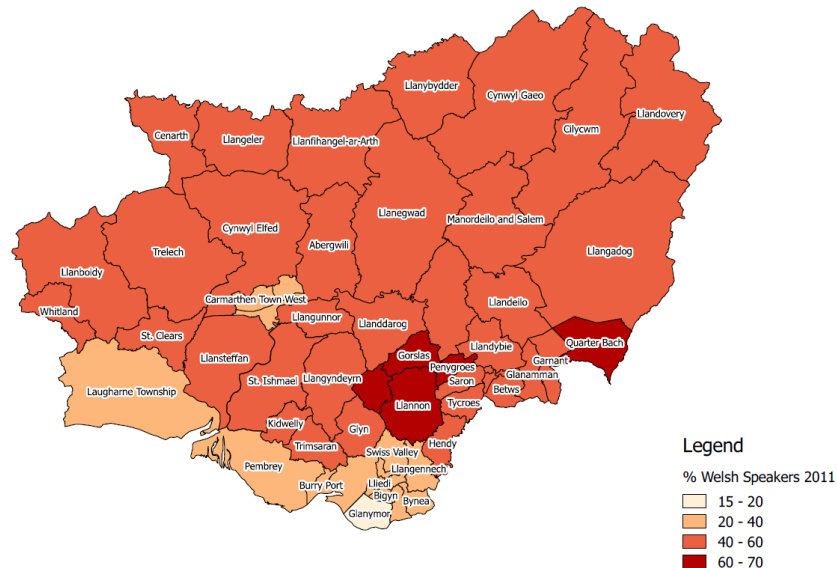 Llanybydder
Cynwyl Gaeo
Llandovery
Cilycwm
Cenarth
Llangeler
Llanfihangel-ar-Arth
Llanegwad
Manordeilo and Salem
Cynwyl Elfed
Abergwili
Trelech
Llangadog
Llanboidy
Carmarthen Town West
Llandeilo
Whitland
Llangunnor
Llanddarog
St. Clears
Quarter Bach
Llandybie
Llansteffan
Gorslas
Garnant
Penygroes
Glanamman
St. Ishmael
Llangyndeyrn
Saron
Betws
Laugharne Township
Llannon
Tycroes
Kidwelly
Glyn
Hendy
Trimsaran
Swiss Valley
Pembrey
Llangennech
Burry Port
Lliedi
Bigyn
Bynea
Glanymor
Legend
% Welsh Speakers 2011
15 - 20
20 - 40
40 - 60
60 - 70